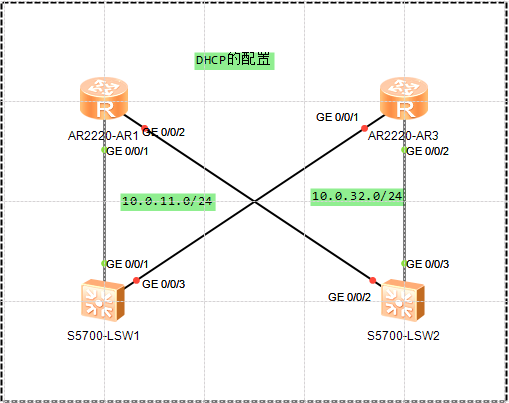 DHCP的配置
R
R
AR2220-AR1
GE 0/0/2
GE 0/0/1
AR2220-AR3
GE 0/0/1
GE 0/0/2
10.0.11.0/24
10.0.32.0/24
GE 0/0/1
GE 0/0/3
GE 0/0/3
GE 0/0/2
S5700-LSW1
S5700-LSW2